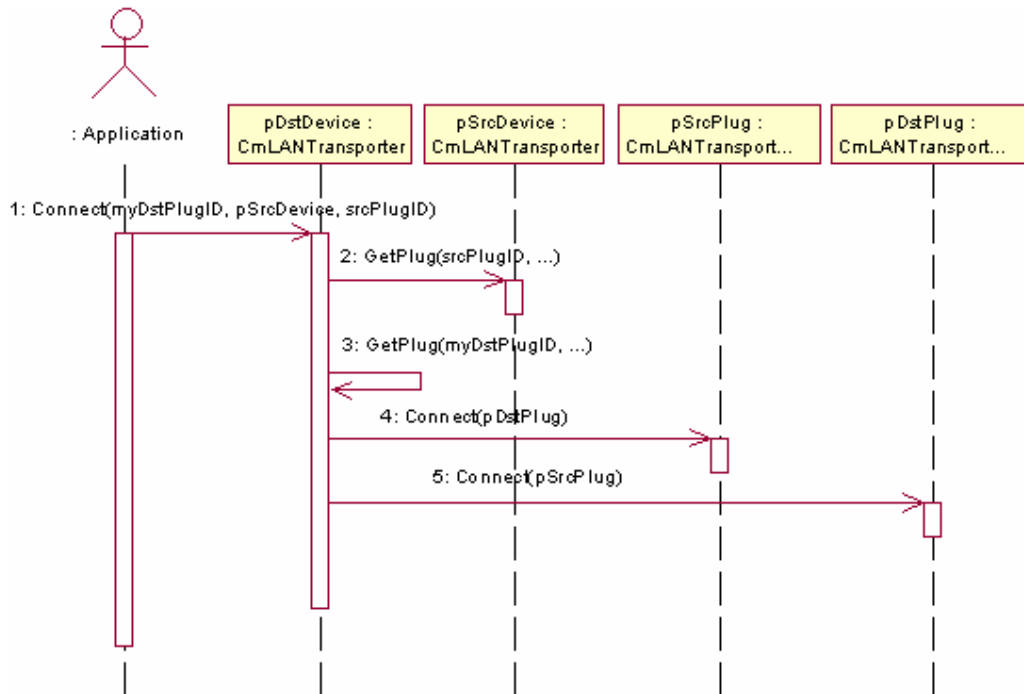 : Application
pDstDevice :
CmLANTransporter
pSrcDevice :
CmLANTransporter
pSrcPlug :
CmLANTransport...
pDstPlug :
CmLANTransport...
1: Connect(myDstPlugID, pSrcDevice, srcPlugID)
2: GetPlug(srcPlugID, ...)
3: GetPlug(myDstPlugID, ...)
4: Connect(pDstPlug)
5: Connect(pSrcPlug)